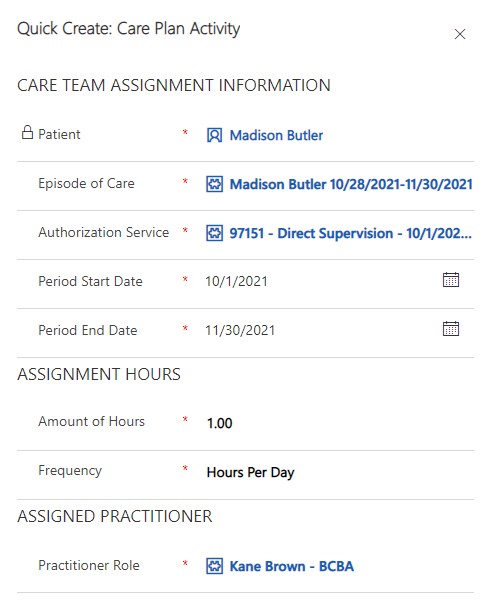 Quick Create: Care Plan Activity
CARE TEAM ASSIGNMENT INFORMATION
Patient * Madison Butler
Episode of Care * Madison Butler 10/28/2021-11/30/2021
Authorization Service * 97151 - Direct Supervision - 10/1/202...
Period Start Date * 10/1/2021
Period End Date * 11/30/2021
ASSIGNMENT HOURS
Amount of Hours * 1.00
Frequency * Hours Per Day
ASSIGNED PRACTITIONER
Practitioner Role * Kane Brown - BCBA